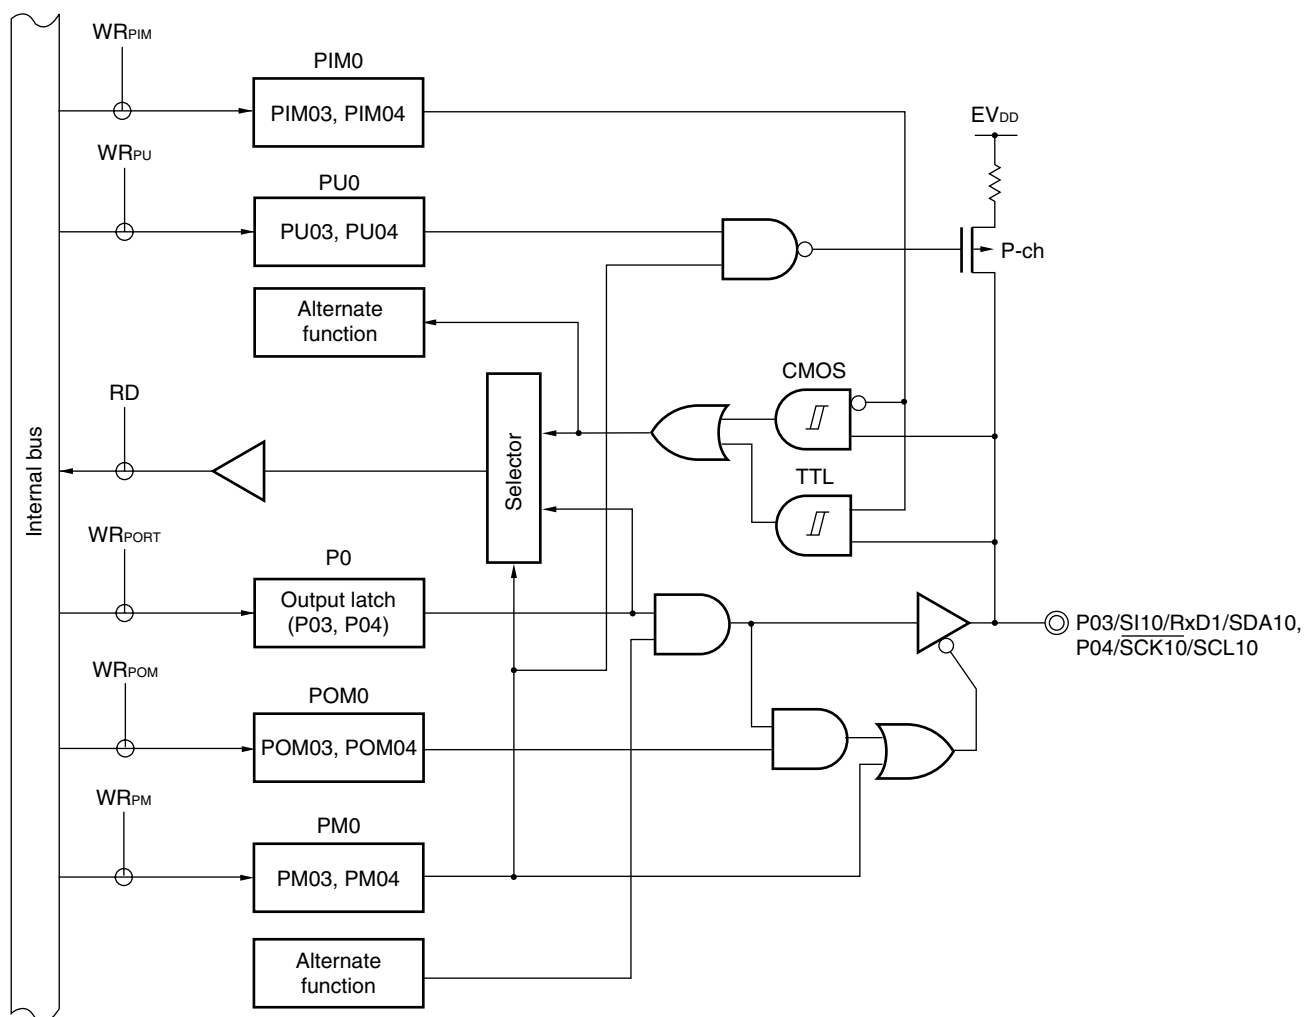 WRPIM
PIM0
PIM03, PIM04
EVDD
WRPU
PU0
PU03, PU04
P-ch
Alternate
function
CMOS
RD
Selector
TTL
Internal bus
WRPORT
P0
Output latch
(P03, P04)
P03/SI10/RxD1/SDA10,
P04/SCK10/SCL10
WRPOM
POM0
POM03, POM04
WRPM
PM0
PM03, PM04
Alternate
function